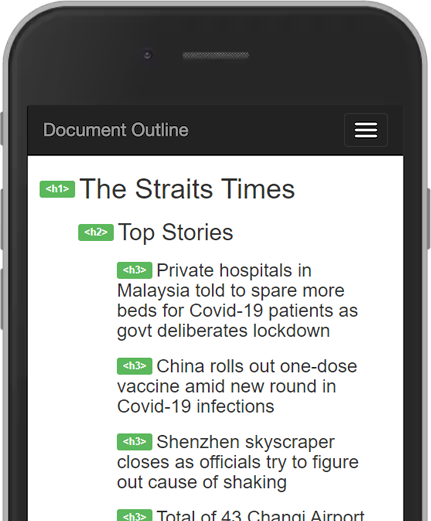 Document Outline
<h1> The Straits Times
<h2> Top Stories
<h3> Private hospitals in
Malaysia told to spare more
beds for Covid-19 patients as
govt deliberates lockdown
<h3> China rolls out one-dose
vaccine amid new round in
Covid-19 infections
<h3> Shenzhen skyscraper
closes as officials try to figure
out cause of shaking
<h3> Total of 43 Changi Airport